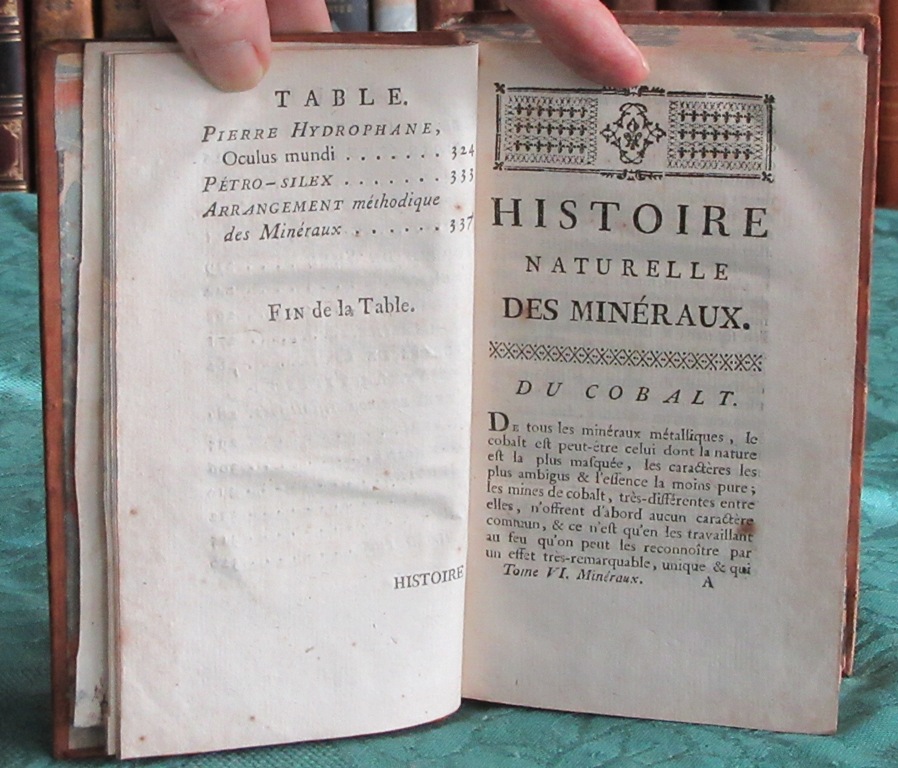 TABLE.
PIERRE HYDROPHANE,
Oculus mundi . . . . . . . 324
PÉTRO-SILEX . . . . . . . 333
ARRANGEMENT méthodique
des Minéraux . . . . . . 337
FIN de la Table.
HISTOIRE
HISTOIRE
NATURELLE
DES MINÉRAUX.
DU COBALT.
DE tous les minéraux métalliques, le
cobalt eſt peut-être celui dont la nature
eſt la plus maſquée, les caractères les
plus ambigus & l'eſſence la moins pure;
les mines de cobalt, très-différentes entre
elles, n'offrent d'abord aucun caractère
commun, & ce n'eſt qu'en les travaillant
au feu qu'on peut les reconnoître par
un effet très-remarquable, unique & qui
Tome VI. Minéraux. A